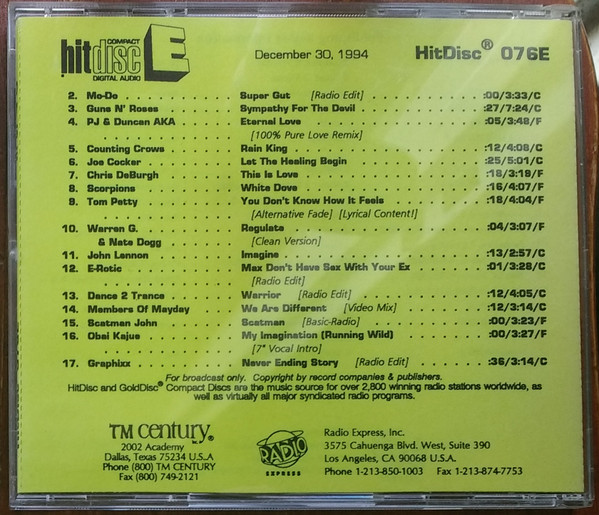 COMPACT
hitdisc E
DIGITAL AUDIO
December 30, 1994
HitDisc® 076E
2. Mo-Do . . . . . . . . Super Gut [Radio Edit] . . . . . . . . :00/3:33/C
3. Guns N' Roses . . . . . . . . Sympathy For The Devil . . . . . . . . :27/7:24/C
4. PJ & Duncan AKA . . . . . . . . Eternal Love . . . . . . . . :05/3:48/F
[100% Pure Love Remix]
5. Counting Crows . . . . . . . . Rain King . . . . . . . . :12/4:08/C
6. Joe Cocker . . . . . . . . Let The Healing Begin . . . . . . . . :25/5:01/C
7. Chris DeBurgh . . . . . . . . This Is Love . . . . . . . . :18/3:19/F
8. Scorpions . . . . . . . . White Dove . . . . . . . . :16/4:07/F
9. Tom Petty . . . . . . . . You Don't Know How It Feels . . . . . . . . :18/4:04/F
[Alternative Fade] [Lyrical Content!]
10. Warren G. . . . . . . . . Regulate . . . . . . . . :04/3:07/F
& Nate Dogg . . . . . . . . [Clean Version]
11. John Lennon . . . . . . . . Imagine . . . . . . . . :13/2:57/C
12. E-Rotic . . . . . . . . Max Don't Have Sex With Your Ex . . . . . . . . :01/3:28/C
[Radio Edit]
13. Dance 2 Trance . . . . . . . . Warrior [Radio Edit] . . . . . . . . :12/4:05/C
14. Members Of Mayday . . . . . . . . We Are Different [Video Mix] . . . . . . . . :12/3:14/C
15. Scatman John . . . . . . . . Scatman [Basic-Radio] . . . . . . . . :00/3:23/F
16. Obai Kajue . . . . . . . . My Imagination (Running Wild) . . . . . . . . :00/3:27/F
[7" Vocal Intro]
17. Graphixx . . . . . . . . Never Ending Story [Radio Edit] . . . . . . . . :36/3:14/C
For broadcast only. Copyright by record companies & publishers.
HitDisc and GoldDisc® Compact Discs are the music source for over 2,800 winning radio stations worldwide, as
well as virtually all major syndicated radio programs.
TM century®
2002 Academy
Dallas, Texas 75234 U.S.A
Phone (800) TM CENTURY
Fax (800) 749-2121
RADIO
EXPRESS
Radio Express, Inc.
3575 Cahuenga Blvd. West, Suite 390
Los Angeles, CA 90068 U.S.A.
Phone 1-213-850-1003 Fax 1-213-874-7753